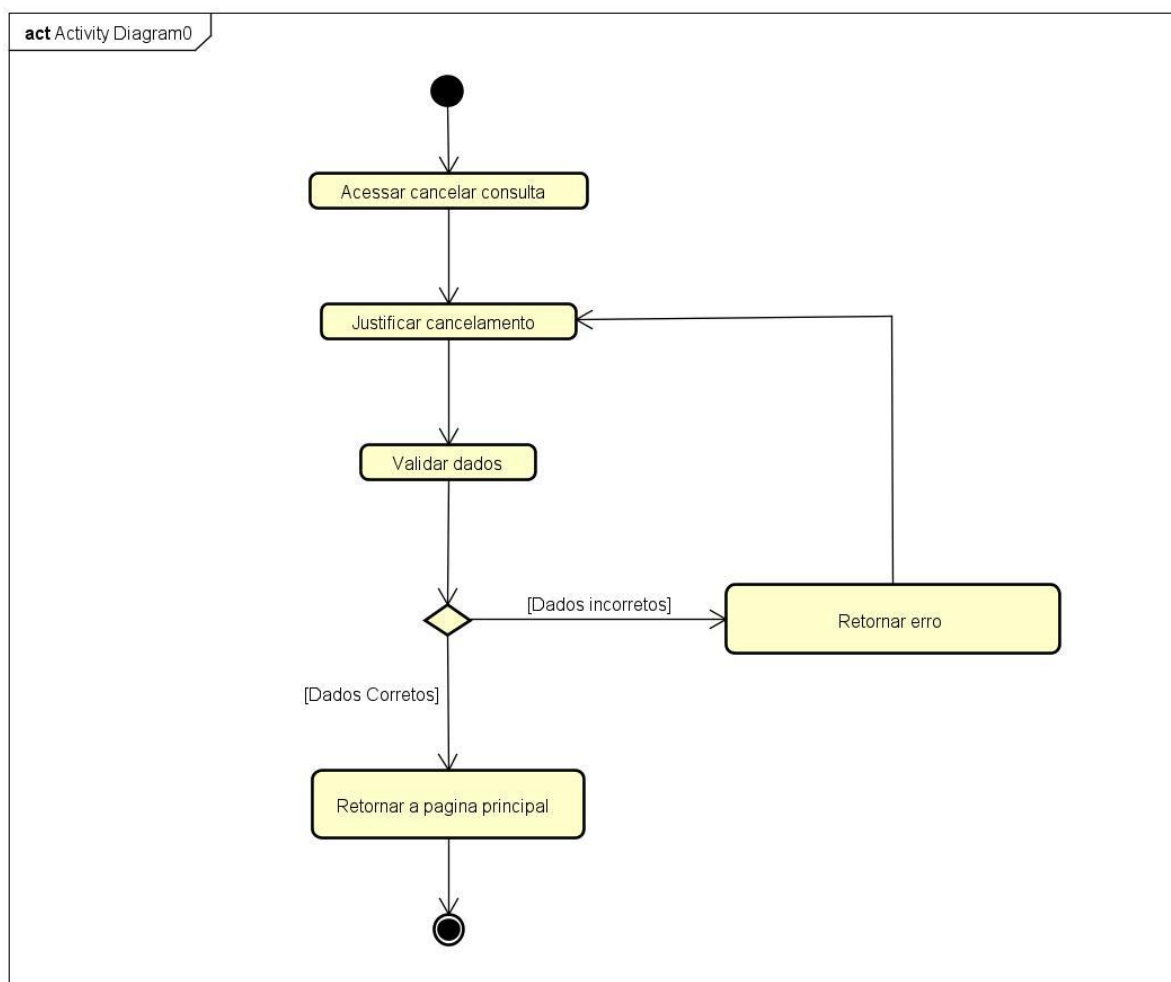 act Activity Diagram0
Acessar cancelar consulta
Justificar cancelamento
Validar dados
[Dados incorretos]
Retornar erro
[Dados Corretos]
Retornar a pagina principal